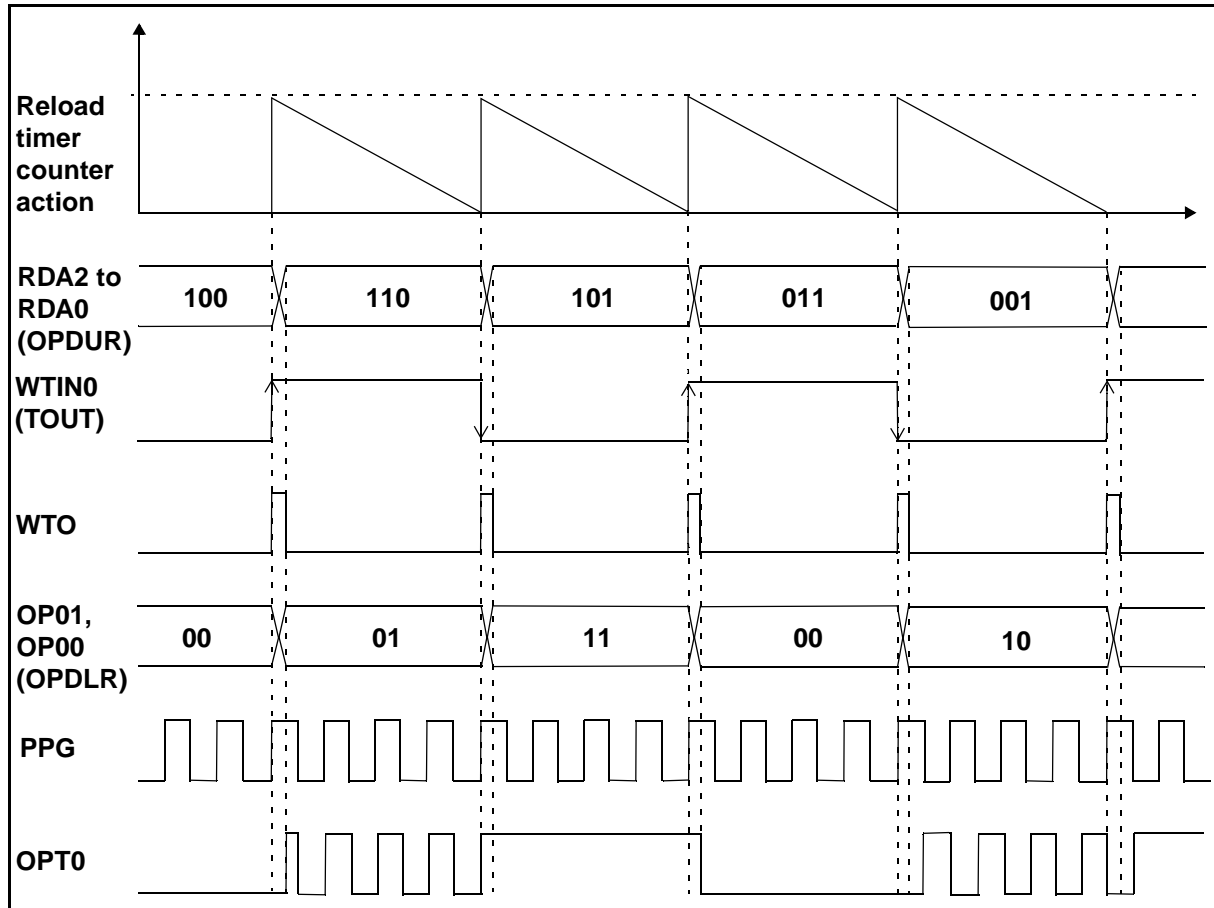 Reload
timer
counter
action
RDA2 to
RDA0
(OPDUR)
100 110 101 011 001
WTIN0
(TOUT)
WTO
OP01,
OP00
(OPDLR)
00 01 11 00 10
PPG
OPT0